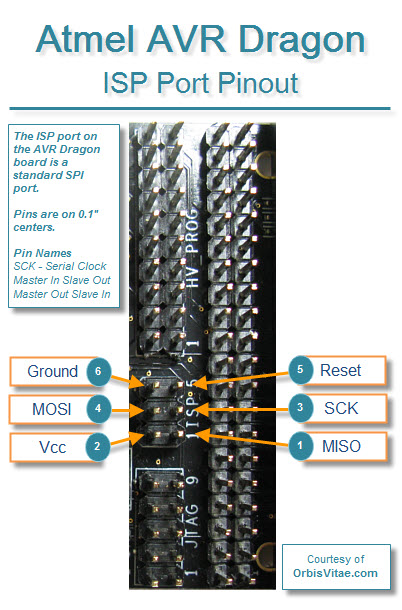 Atmel AVR Dragon
ISP Port Pinout
The ISP port on
the AVR Dragon
board is a
standard SPI
port.
Pins are on 0.1"
centers.
Pin Names
SCK - Serial Clock
Master In Slave Out
Master Out Slave In
1 HV_PROG
Ground 6
5 Reset
MOSI 4
3 SCK
Vcc 2
1 MISO
1 ISP 5
1 JTAG 9
Courtesy of
OrbisVitae.com